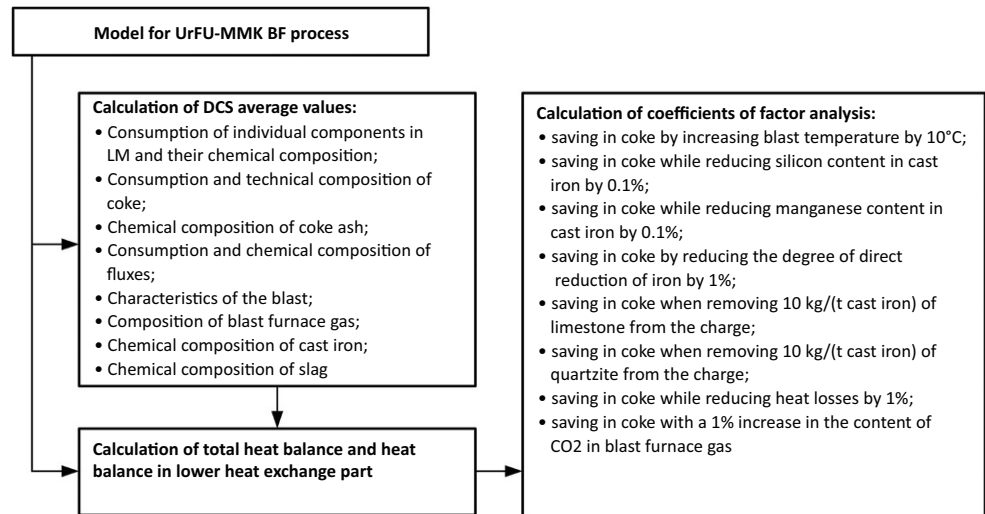 Model for UrFU-MMK BF process
Calculation of DCS average values:
• Consumption of individual components in
LM and their chemical composition;
• Consumption and technical composition of
coke;
• Chemical composition of coke ash;
• Consumption and chemical composition of
fluxes;
• Characteristics of the blast;
• Composition of blast furnace gas;
• Chemical composition of cast iron;
• Chemical composition of slag
Calculation of total heat balance and heat
balance in lower heat exchange part
Calculation of coefficients of factor analysis:
• saving in coke by increasing blast temperature by 10°C;
• saving in coke while reducing silicon content in cast
iron by 0.1%;
• saving in coke while reducing manganese content in
cast iron by 0.1%;
• saving in coke by reducing the degree of direct
reduction of iron by 1%;
• saving in coke when removing 10 kg/(t cast iron) of
limestone from the charge;
• saving in coke when removing 10 kg/(t cast iron) of
quartzite from the charge;
• saving in coke while reducing heat losses by 1%;
• saving in coke with a 1% increase in the content of
CO2 in blast furnace gas